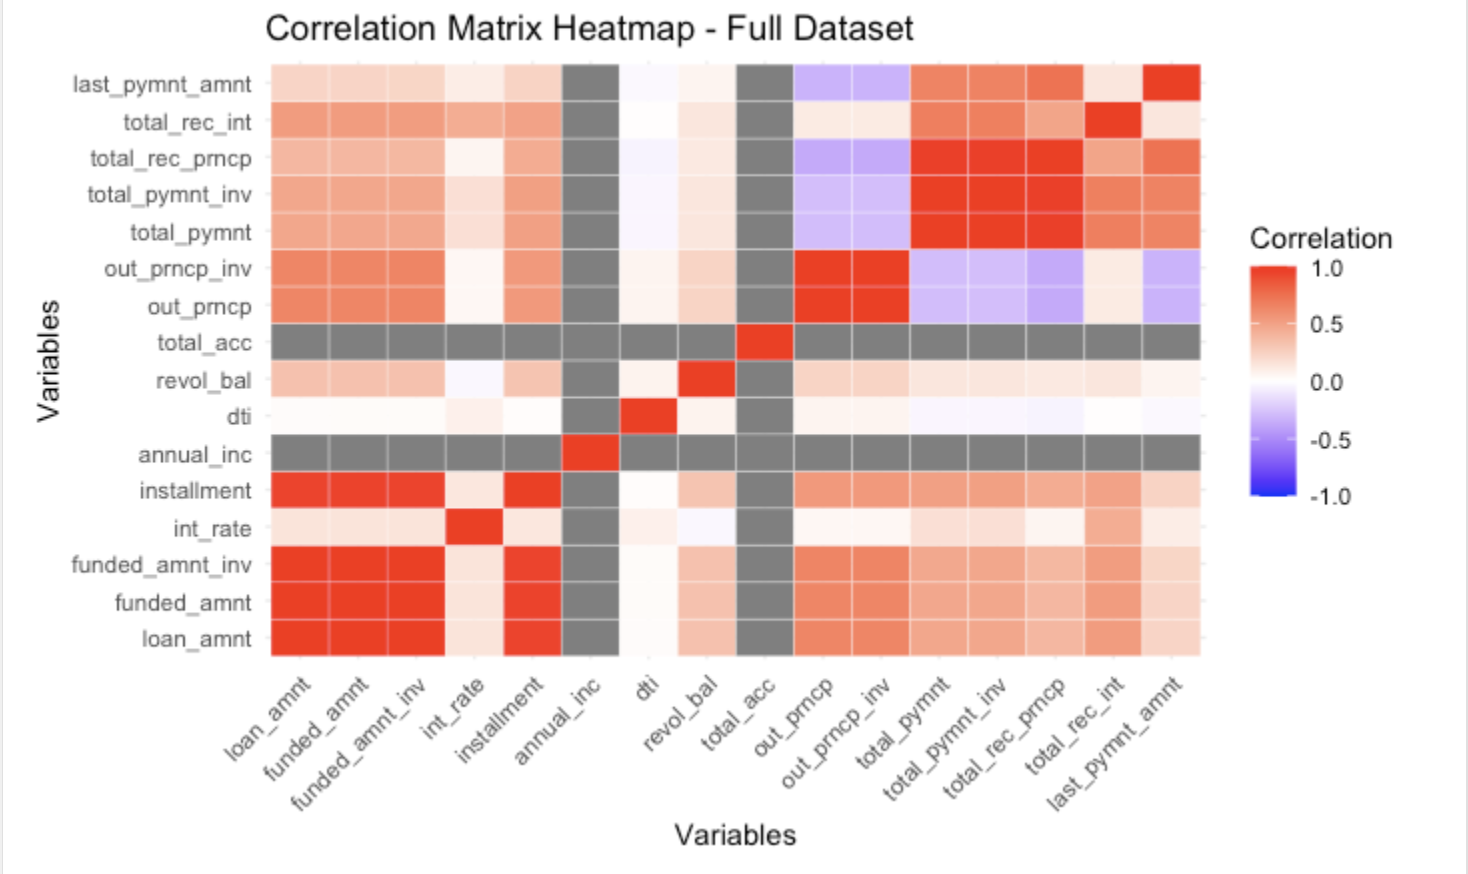 Correlation Matrix Heatmap - Full Dataset
last_pymnt_amnt
total_rec_int
total_rec_prncp
total_pymnt_inv
total_pymnt
out_prncp_inv
out_prncp
total_acc
revol_bal
dti
annual_inc
installment
int_rate
funded_amnt_inv
funded_amnt
loan_amnt
Variables
loan_amnt
funded_amnt
funded_amnt_inv
int_rate
installment
annual_inc
dti
revol_bal
total_acc
out_prncp
out_prncp_inv
total_pymnt
total_pymnt_inv
total_rec_prncp
total_rec_int
last_pymnt_amnt
Variables
Correlation
1.0
0.5
0.0
-0.5
-1.0